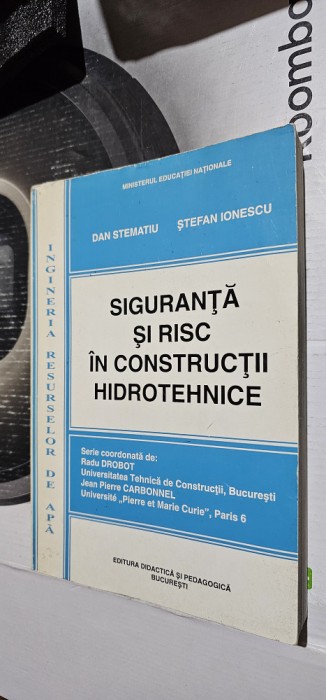 Roomba
MINISTERUL EDUCAŢIEI NAŢIONALE
DAN STEMATIU ŞTEFAN IONESCU
INGINERIA RESURSELOR DE APĂ
SIGURANŢĂ
ŞI RISC
ÎN CONSTRUCŢII
HIDROTEHNICE
Serie coordonată de:
Radu DROBOT
Universitatea Tehnică de Construcţii, Bucureşti
Jean Pierre CARBONNEL
Université „Pierre et Marie Curie”, Paris 6
EDITURA DIDACTICĂ ŞI PEDAGOGICĂ
BUCUREŞTI